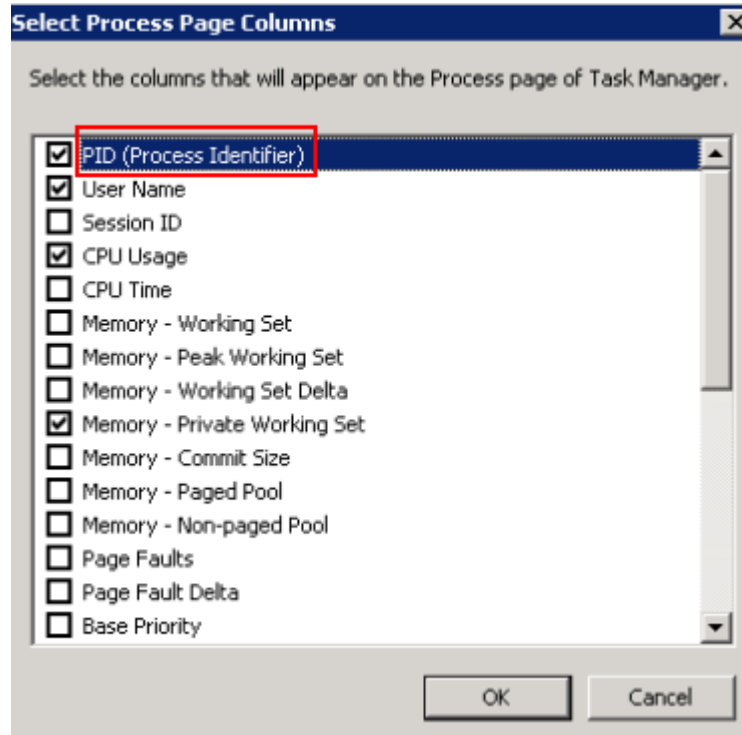 Select Process Page Columns
Select the columns that will appear on the Process page of Task Manager.
PID (Process Identifier)
User Name
Session ID
CPU Usage
CPU Time
Memory - Working Set
Memory - Peak Working Set
Memory - Working Set Delta
Memory - Private Working Set
Memory - Commit Size
Memory - Paged Pool
Memory - Non-paged Pool
Page Faults
Page Fault Delta
Base Priority
OK Cancel